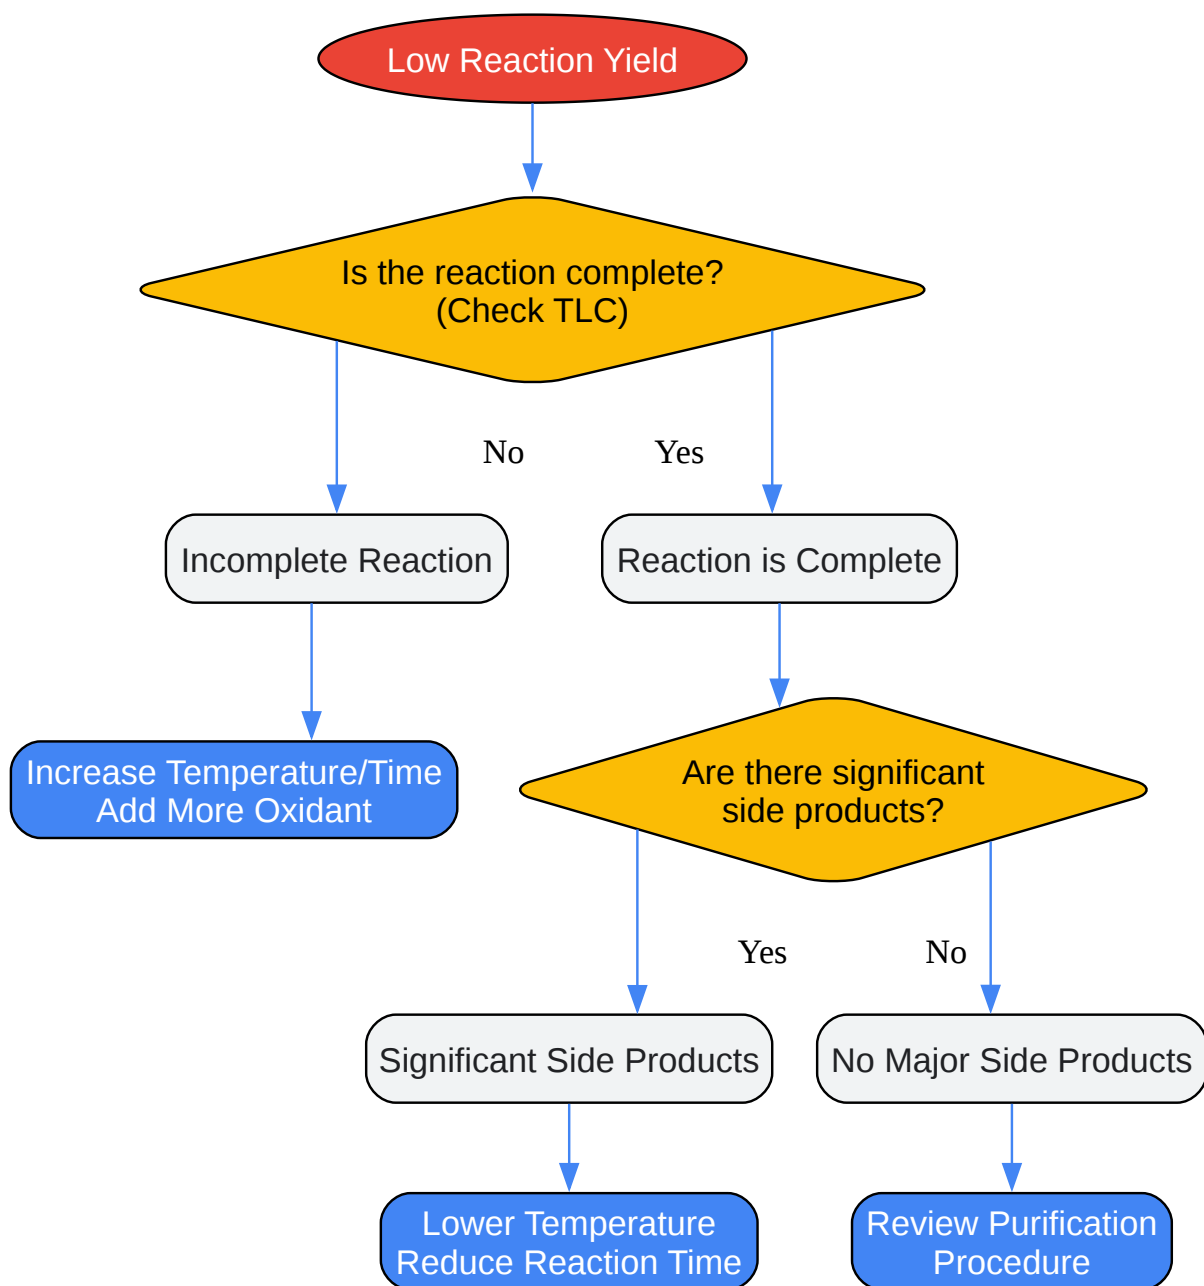 Low Reaction Yield
Is the reaction complete?
(Check TLC)
No
Yes
Incomplete Reaction
Reaction is Complete
Increase Temperature/Time
Add More Oxidant
Are there significant
side products?
Yes
No
Significant Side Products
No Major Side Products
Lower Temperature
Reduce Reaction Time
Review Purification
Procedure